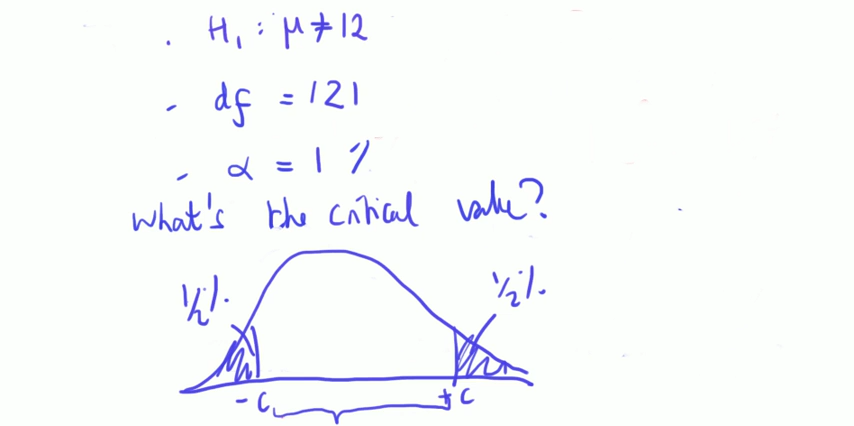 . H₁ : μ ≠ 12
- df = 121
- α = 1 %
What's the critical value?
½%. ½%.
-c +c